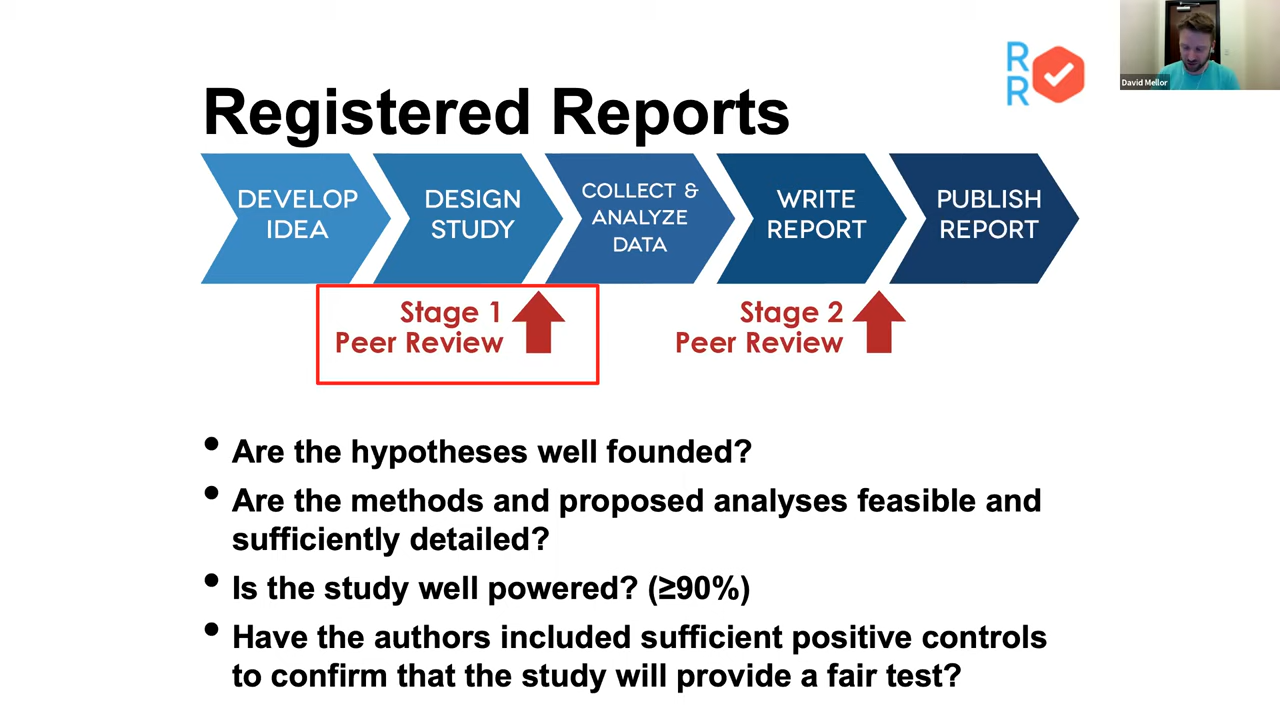 R
R
David Mellor
Registered Reports
DEVELOP
IDEA
DESIGN
STUDY
COLLECT &
ANALYZE
DATA
WRITE
REPORT
PUBLISH
REPORT
Stage 1
Peer Review
Stage 2
Peer Review
• Are the hypotheses well founded?
• Are the methods and proposed analyses feasible and
sufficiently detailed?
• Is the study well powered? (≥90%)
• Have the authors included sufficient positive controls
to confirm that the study will provide a fair test?